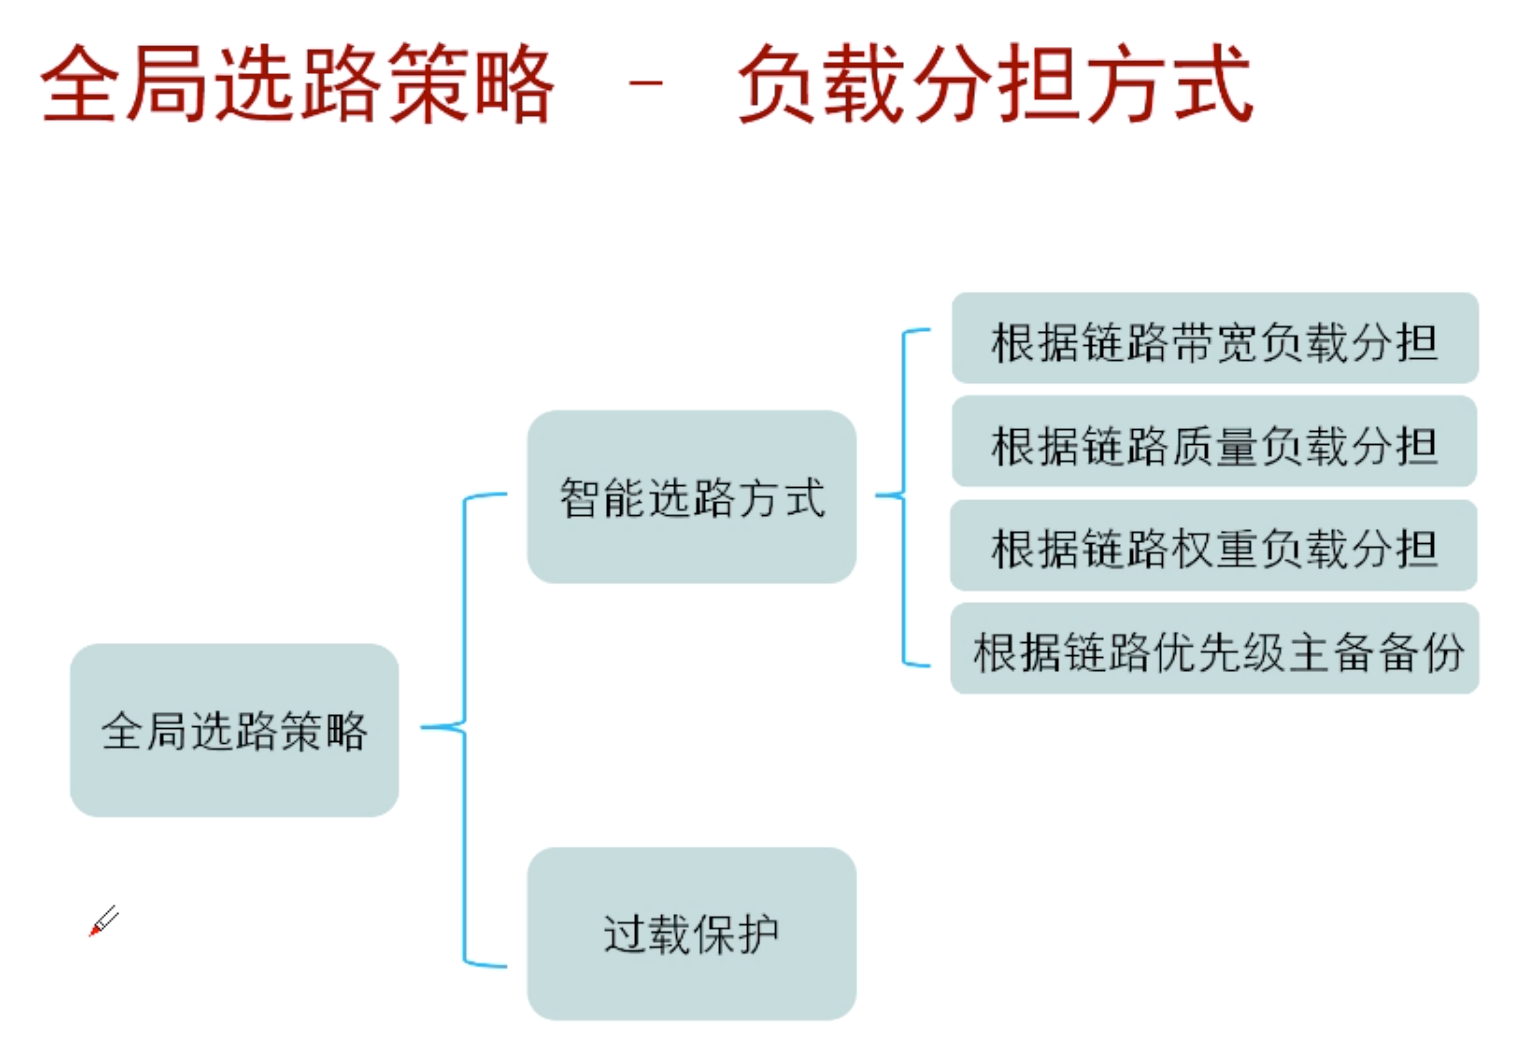 全局选路策略 - 负载分担方式
根据链路带宽负载分担
根据链路质量负载分担
智能选路方式
根据链路权重负载分担
根据链路优先级主备备份
全局选路策略
过载保护